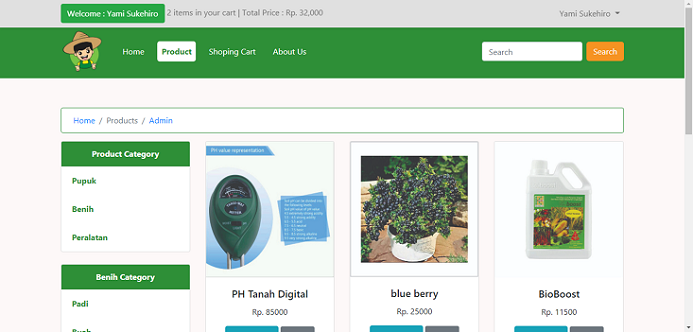 Welcome : Yami Sukehiro 2 items in your cart | Total Price : Rp. 32,000 Yami Sukehiro
Home Product Shoping Cart About Us Search Search
Home / Products / Admin
Product Category
Pupuk
Benih
Peralatan
Benih Category
Padi
PH value representation
PH Tanah Digital
Rp. 85000
blue berry
Rp. 25000
BioBoost
Rp. 11500